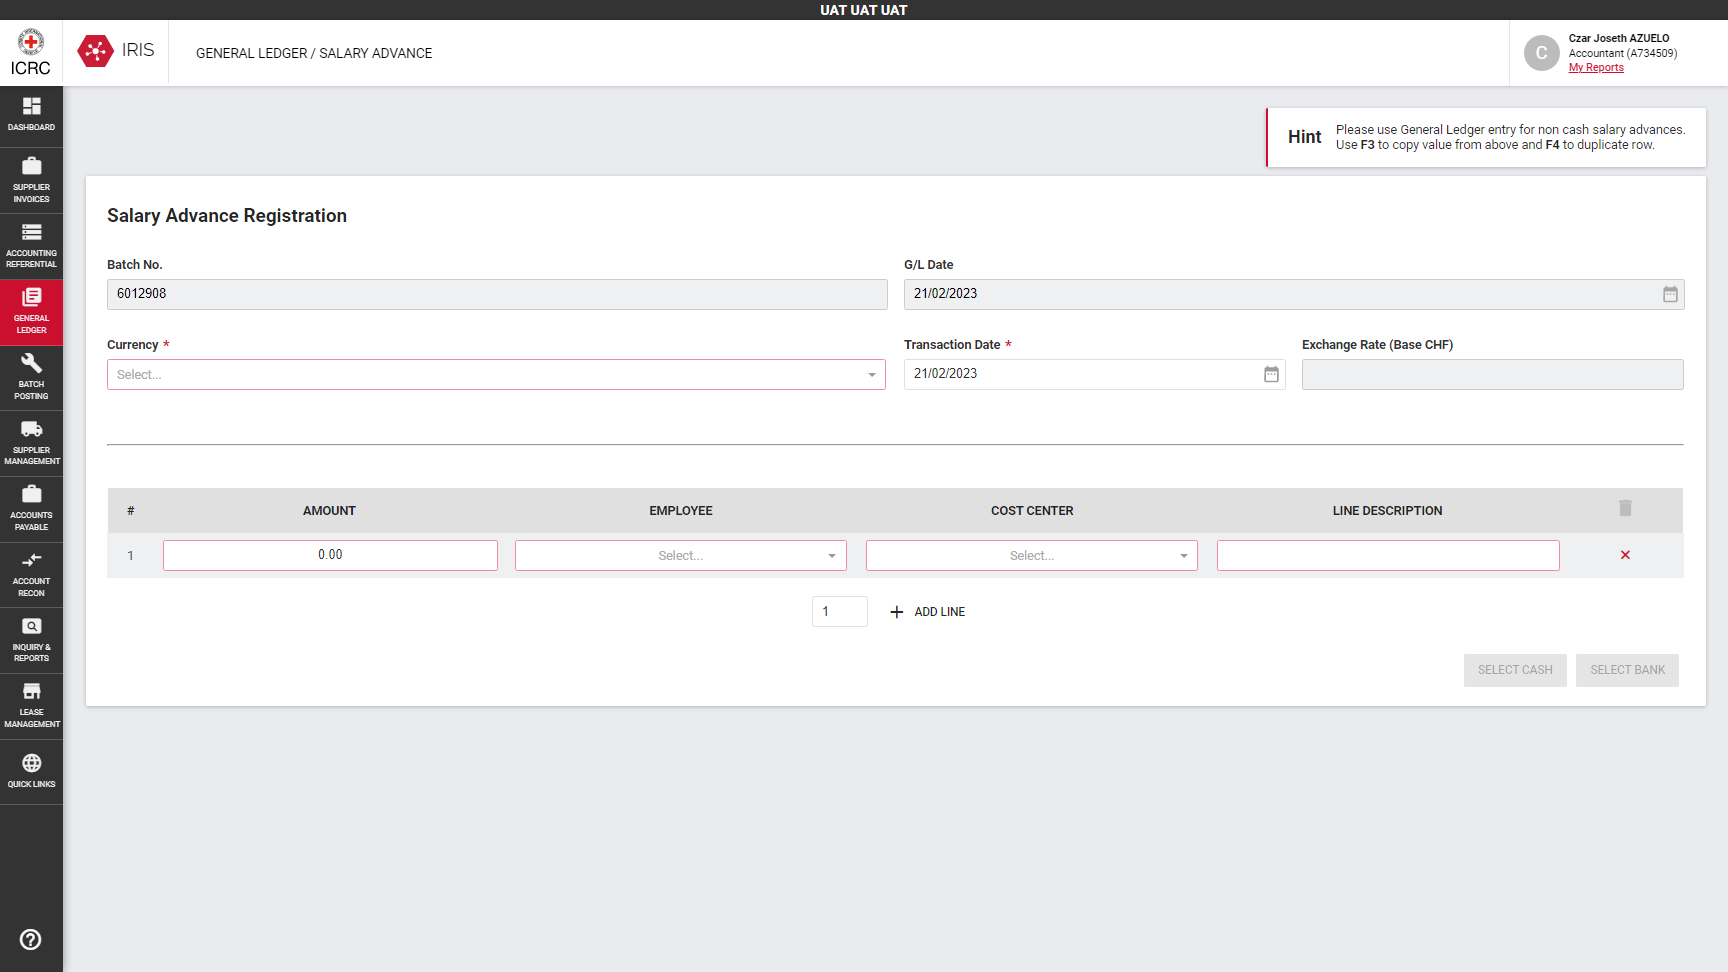 UAT UAT UAT
ICRC
IRIS
GENERAL LEDGER / SALARY ADVANCE
C
Czar Joseth AZUELO
Accountant (A734509)
My Reports
DASHBOARD
SUPPLIER
INVOICES
ACCOUNTING
REFERENTIAL
GENERAL
LEDGER
BATCH
POSTING
SUPPLIER
MANAGEMENT
ACCOUNTS
PAYABLE
ACCOUNT
RECON
INQUIRY &
REPORTS
LEASE
MANAGEMENT
QUICK LINKS
Hint
Please use General Ledger entry for non cash salary advances.
Use F3 to copy value from above and F4 to duplicate row.
Salary Advance Registration
Batch No.
6012908
G/L Date
21/02/2023
Currency *
Select...
Transaction Date *
21/02/2023
Exchange Rate (Base CHF)
# AMOUNT EMPLOYEE COST CENTER LINE DESCRIPTION
1 0.00 Select... Select...
1 + ADD LINE
SELECT CASH SELECT BANK